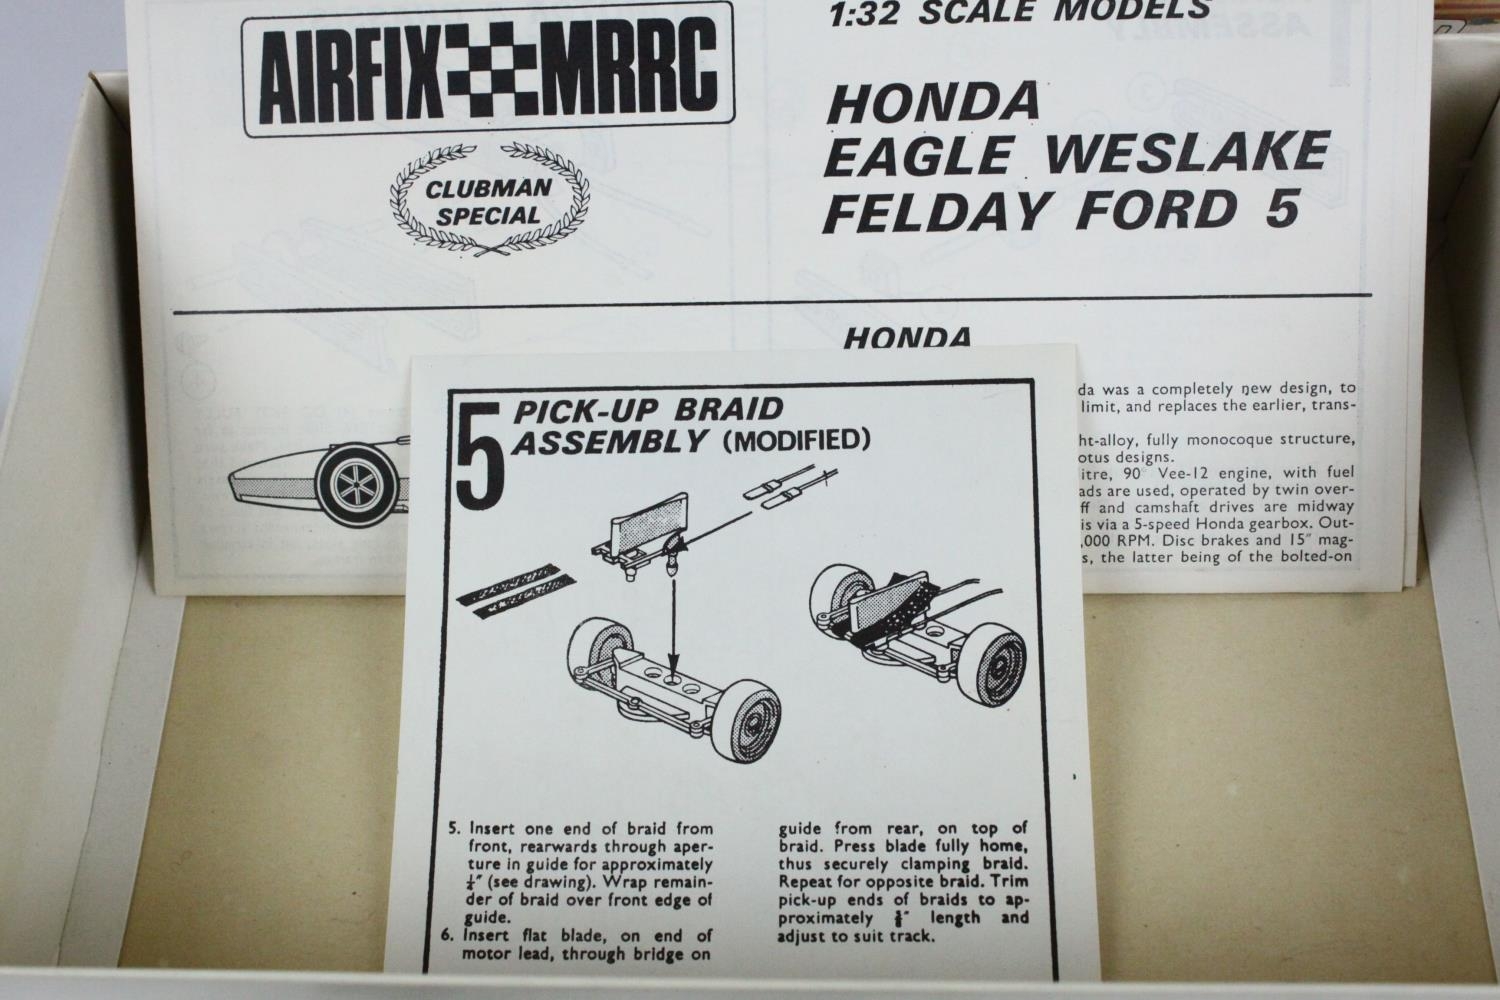 AIRFIX MRRC
CLUBMAN
SPECIAL
1:32 SCALE MODELS
HONDA
EAGLE WESLAKE
FELDAY FORD 5
HONDA
da was a completely new design, to
limit, and replaces the earlier, trans-
ht-alloy, fully monocoque structure,
otus designs.
itre, 90° Vee-12 engine, with fuel
ads are used, operated by twin over-
ff and camshaft drives are midway
is via a 5-speed Honda gearbox. Out-
,000 RPM. Disc brakes and 15″ mag-
s, the latter being of the bolted-on
5 PICK-UP BRAID
ASSEMBLY (MODIFIED)
5. Insert one end of braid from
front, rearwards through aper-
ture in guide for approximately
¼″ (see drawing). Wrap remain-
der of braid over front edge of
guide.
6. Insert flat blade, on end of
motor lead, through bridge on
guide from rear, on top of
braid. Press blade fully home,
thus securely clamping braid.
Repeat for opposite braid. Trim
pick-up ends of braids to ap-
proximately length and
adjust to suit track.